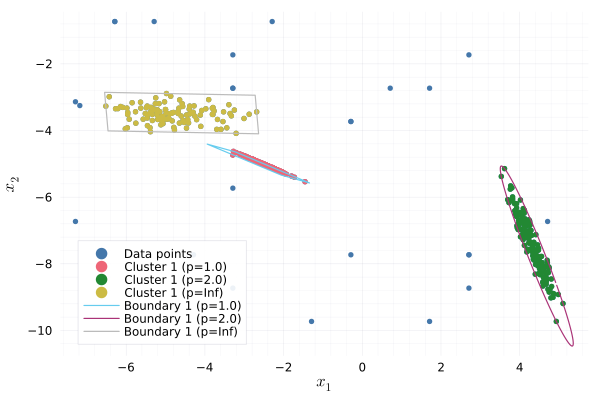 −2
−4
−6
−8
−10
x₂
Data points
Cluster 1 (p=1.0)
Cluster 1 (p=2.0)
Cluster 1 (p=Inf)
Boundary 1 (p=1.0)
Boundary 1 (p=2.0)
Boundary 1 (p=Inf)
−6 −4 −2 0 2 4
x₁